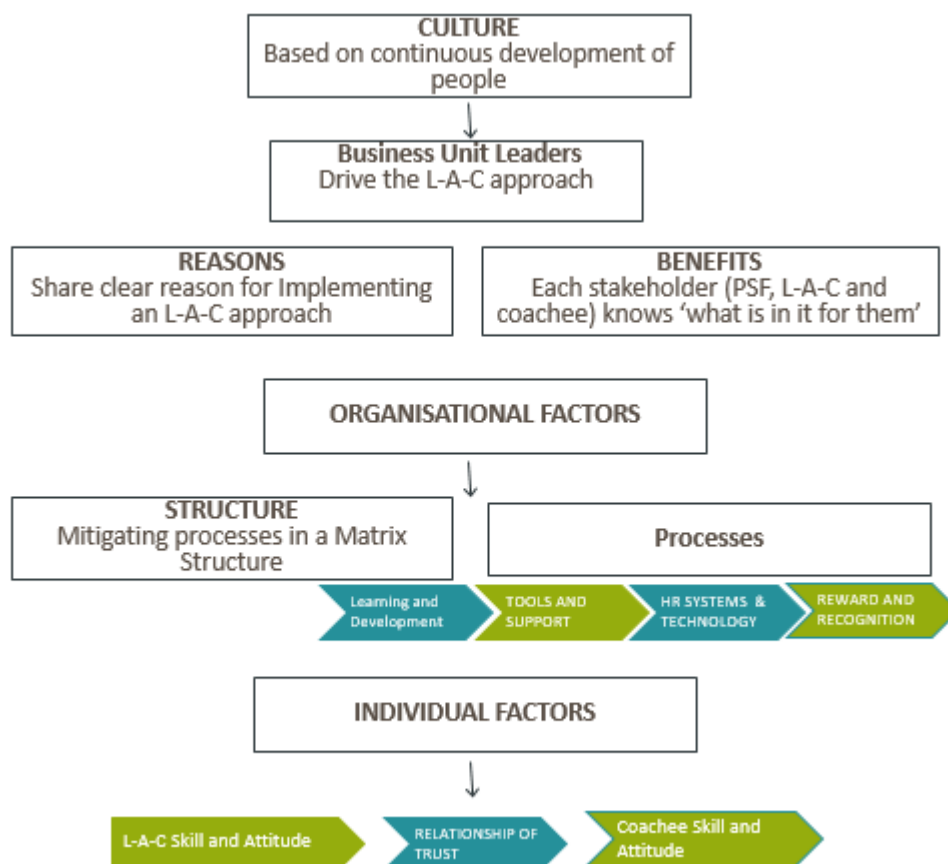 CULTURE
Based on continuous development of
people
Business Unit Leaders
Drive the L-A-C approach
REASONS
Share clear reason for Implementing
an L-A-C approach
BENEFITS
Each stakeholder (PSF, L-A-C and
coachee) knows ‘what is in it for them’
ORGANISATIONAL FACTORS
STRUCTURE
Mitigating processes in a Matrix
Structure
Processes
Learning and
Development
TOOLS AND
SUPPORT
HR SYSTEMS &
TECHNOLOGY
REWARD AND
RECOGNITION
INDIVIDUAL FACTORS
L-A-C Skill and Attitude
RELATIONSHIP OF
TRUST
Coachee Skill and
Attitude